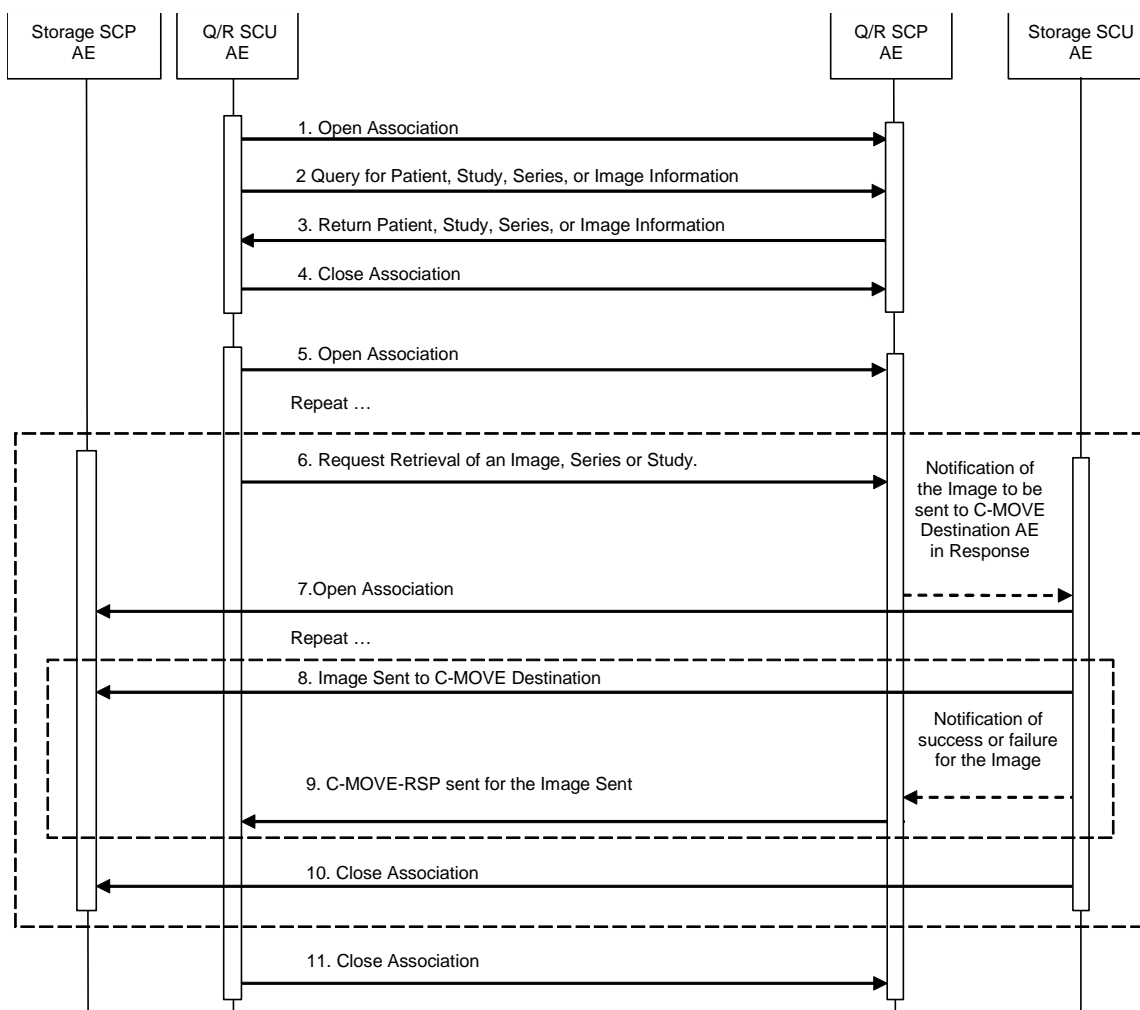 Storage SCP
AE
Q/R SCU
AE
Q/R SCP
AE
Storage SCU
AE
1. Open Association
2 Query for Patient, Study, Series, or Image Information
3. Return Patient, Study, Series, or Image Information
4. Close Association
5. Open Association
Repeat …
6. Request Retrieval of an Image, Series or Study.
Notification of
the Image to be
sent to C-MOVE
Destination AE
in Response
7.Open Association
Repeat …
8. Image Sent to C-MOVE Destination
Notification of
success or failure
for the Image
9. C-MOVE-RSP sent for the Image Sent
10. Close Association
11. Close Association